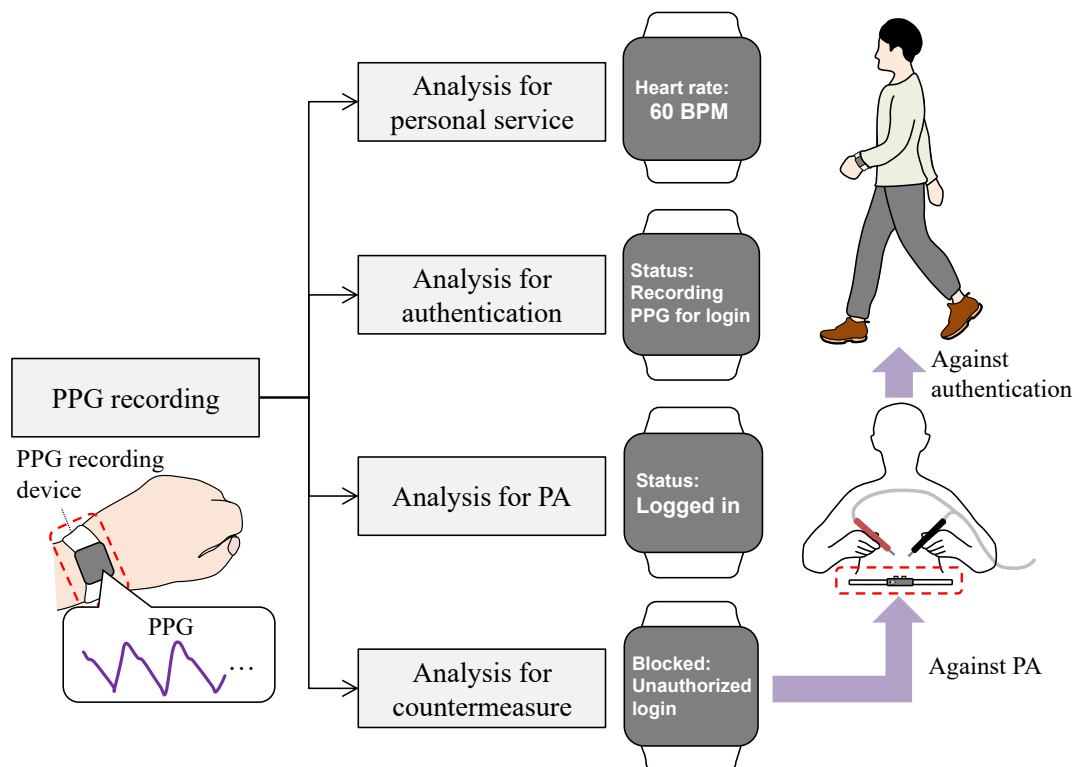 Analysis for
personal service
Heart rate:
60 BPM
Analysis for
authentication
Status:
Recording
PPG for login
Against
authentication
PPG recording
PPG recording
device
Analysis for PA
Status:
Logged in
PPG
...
Analysis for
countermeasure
Blocked:
Unauthorized
login
Against PA